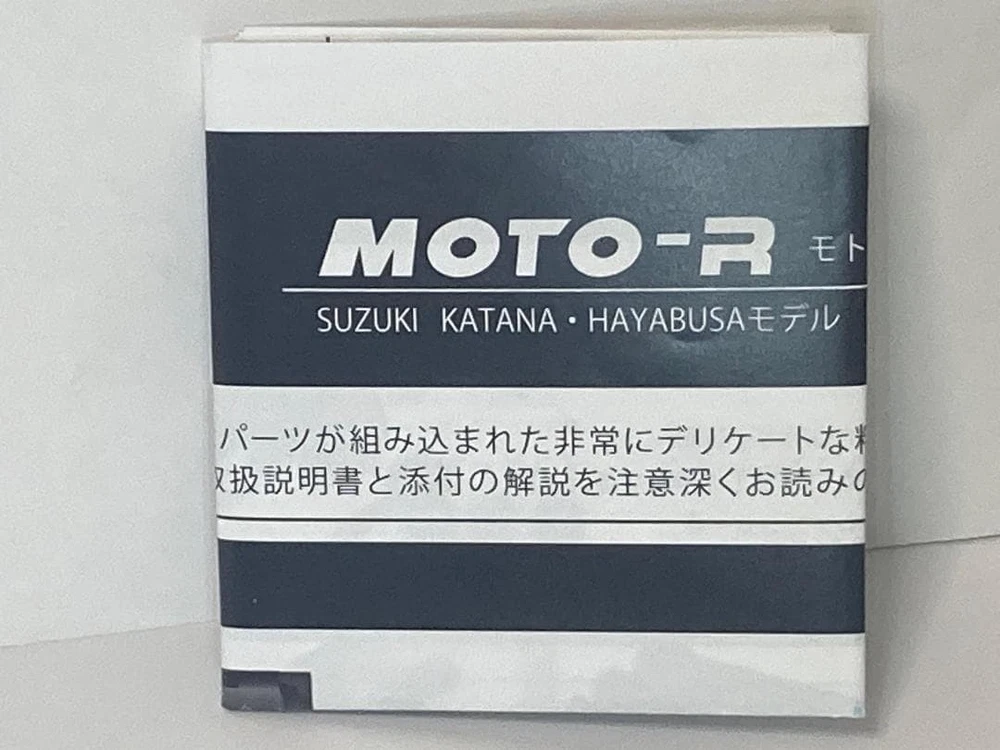 MOTO-R モト
SUZUKI KATANA・HAYABUSAモデル
パーツが組み込まれた非常にデリケートな
扱説明書と添付の解説を注意深くお読みの